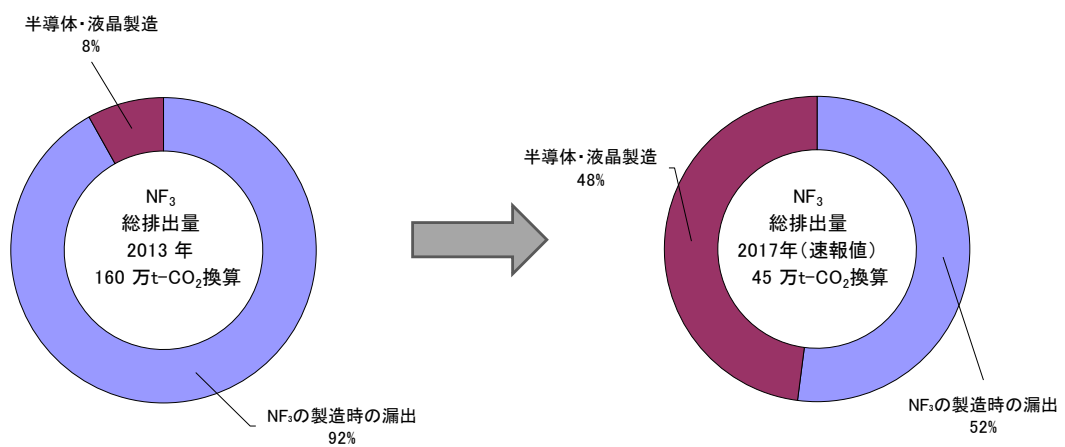 半導体・液晶製造
8%
NF₃
総排出量
2013 年
160 万t-CO₂換算
NF₃の製造時の漏出
92%
半導体・液晶製造
48%
NF₃
総排出量
2017年(速報値)
45 万t-CO₂換算
NF₃の製造時の漏出
52%